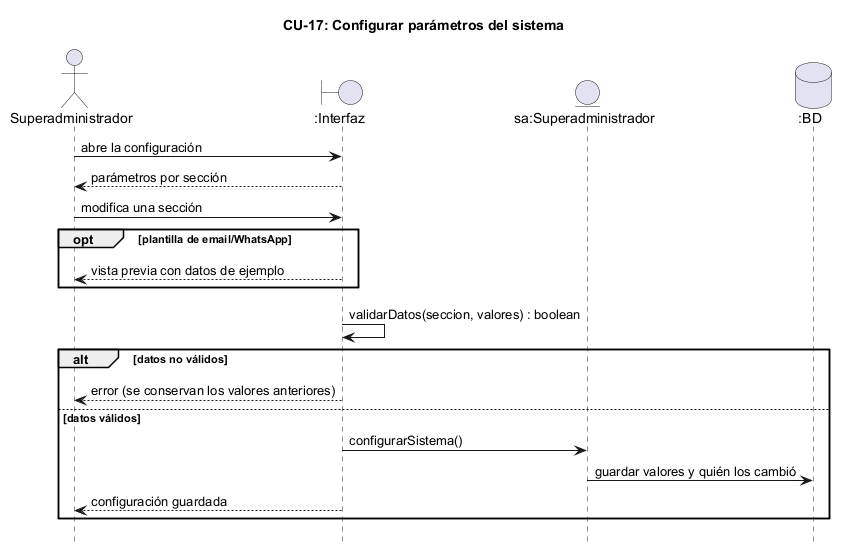 CU-17: Configurar parámetros del sistema
Superadministrador
:Interfaz
sa:Superadministrador
:BD
abre la configuración
parámetros por sección
modifica una sección
opt
[plantilla de email/WhatsApp]
vista previa con datos de ejemplo
validarDatos(seccion, valores) : boolean
alt
[datos no válidos]
error (se conservan los valores anteriores)
[datos válidos]
configurarSistema()
guardar valores y quién los cambió
configuración guardada